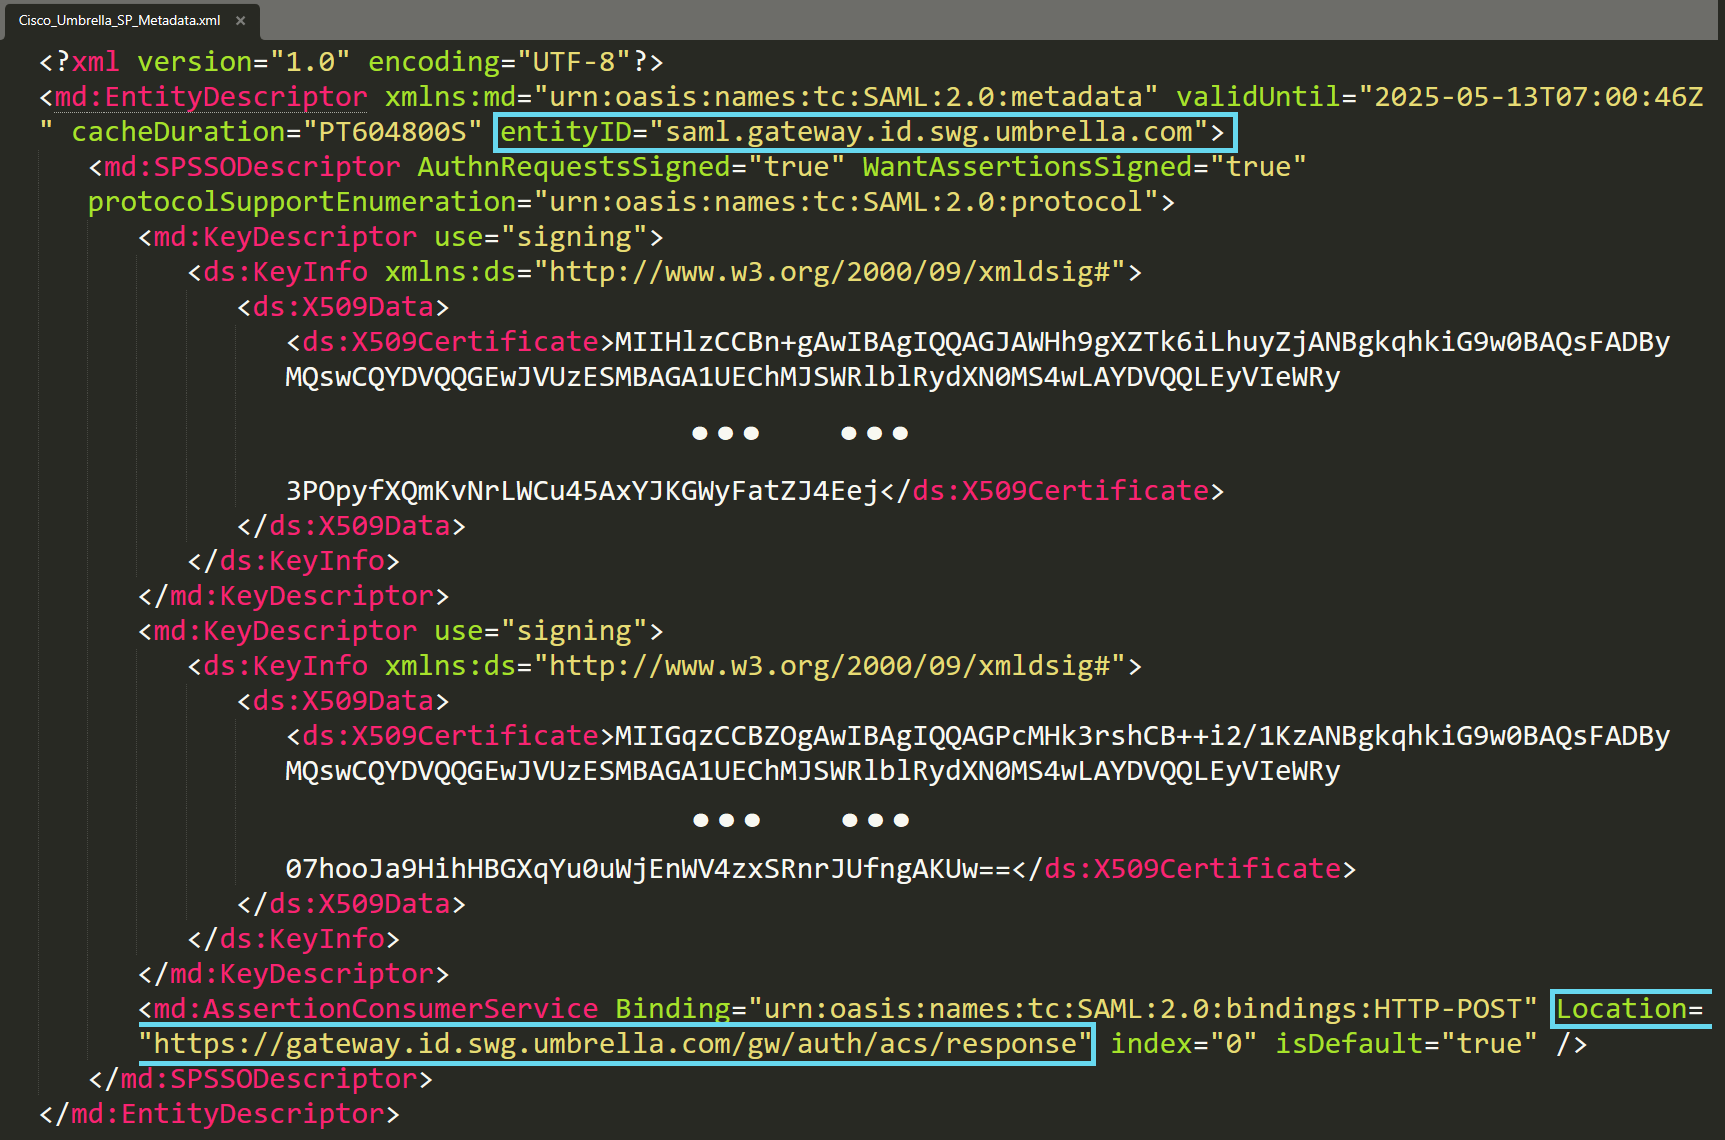 Cisco_Umbrella_SP_Metadata.xml ×
<?xml version="1.0" encoding="UTF-8"?>
<md:EntityDescriptor xmlns:md="urn:oasis:names:tc:SAML:2.0:metadata" validUntil="2025-05-13T07:00:46Z
" cacheDuration="PT604800S" entityID="saml.gateway.id.swg.umbrella.com">
<md:SPSSODescriptor AuthnRequestsSigned="true" WantAssertionsSigned="true"
protocolSupportEnumeration="urn:oasis:names:tc:SAML:2.0:protocol">
<md:KeyDescriptor use="signing">
<ds:KeyInfo xmlns:ds="http://www.w3.org/2000/09/xmldsig#">
<ds:X509Data>
<ds:X509Certificate>MIIHlzCCBn+gAwIBAgIQQAGJAWHh9gXZTk6iLhuyZjANBgkqhkiG9w0BAQsFADBy
MQswCQYDVQQGEwJVUzESMBAGA1UEChMJSWRlblRydXN0MS4wLAYDVQQLEyVIeWRy
••• •••
3POpyfXQmKvNrLWCu45AxYJKGWyFatZJ4Eej</ds:X509Certificate>
</ds:X509Data>
</ds:KeyInfo>
</md:KeyDescriptor>
<md:KeyDescriptor use="signing">
<ds:KeyInfo xmlns:ds="http://www.w3.org/2000/09/xmldsig#">
<ds:X509Data>
<ds:X509Certificate>MIIGqzCCBZOgAwIBAgIQQAGPcMHk3rshCB++i2/1KzANBgkqhkiG9w0BAQsFADBy
MQswCQYDVQQGEwJVUzESMBAGA1UEChMJSWRlblRydXN0MS4wLAYDVQQLEyVIeWRy
••• •••
07hooJa9HihHBGXqYu0uWjEnWV4zxSRnrJUfngAKUw==</ds:X509Certificate>
</ds:X509Data>
</ds:KeyInfo>
</md:KeyDescriptor>
<md:AssertionConsumerService Binding="urn:oasis:names:tc:SAML:2.0:bindings:HTTP-POST" Location=
"https://gateway.id.swg.umbrella.com/gw/auth/acs/response" index="0" isDefault="true" />
</md:SPSSODescriptor>
</md:EntityDescriptor>